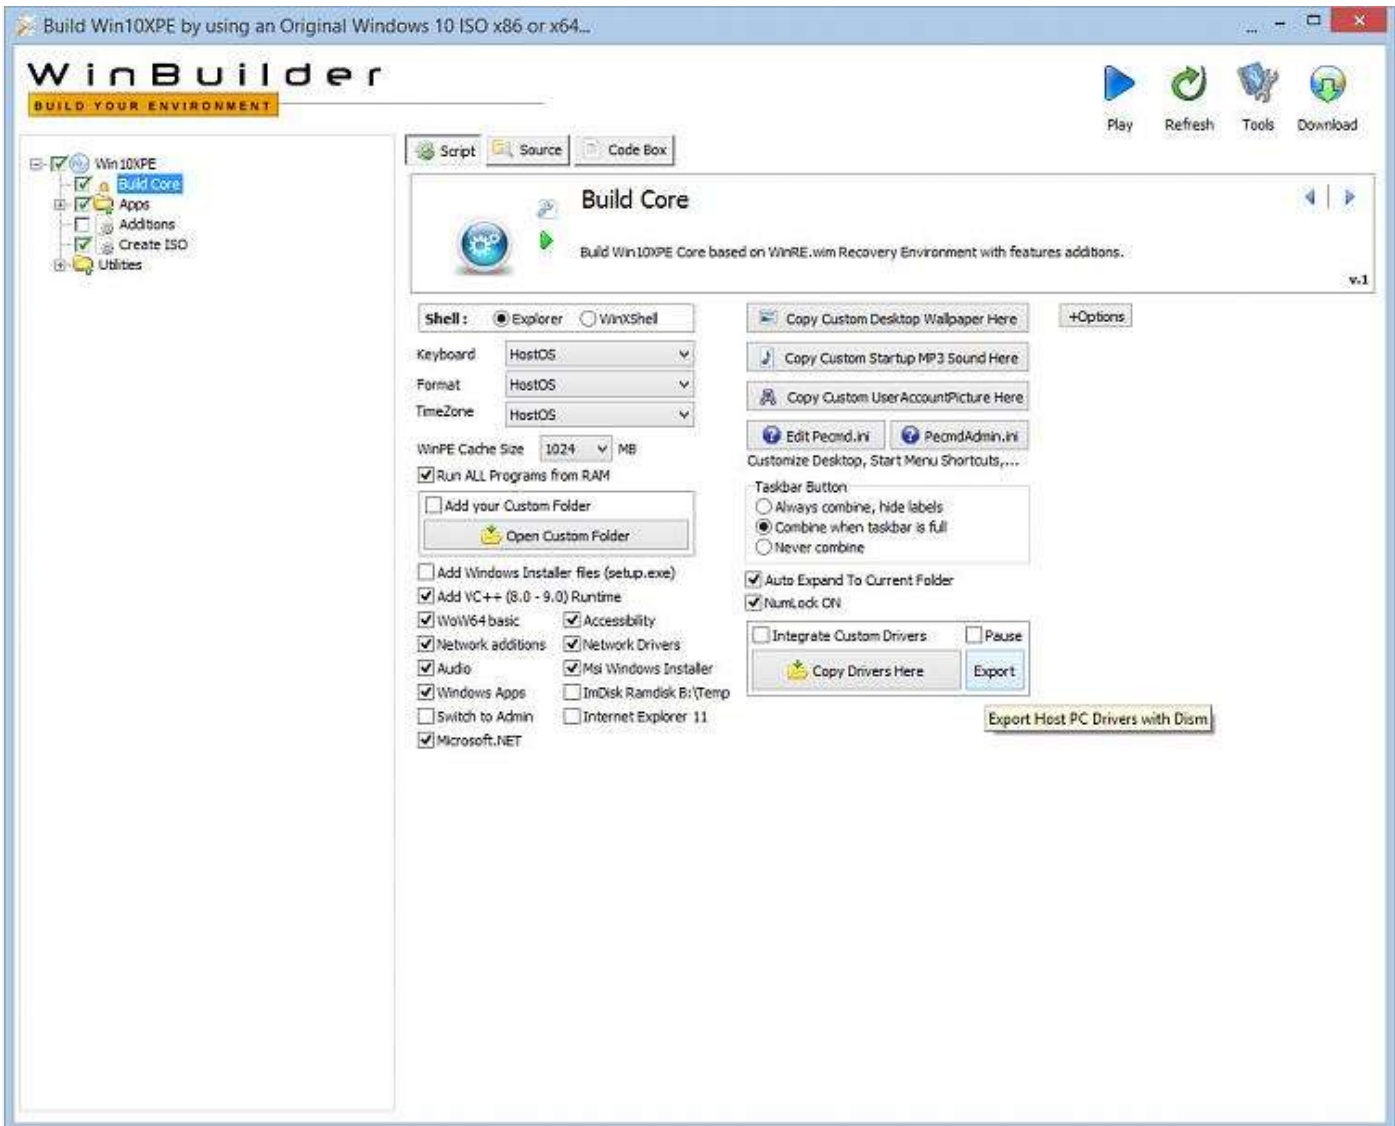 Build Win10XPE by using an Original Windows 10 ISO x86 or x64...
WinBuilder
BUILD YOUR ENVIRONMENT
Play Refresh Tools Download
Script Source Code Box
Win10XPE
Build Core
Apps
Additions
Create ISO
Utilities
Build Core
Build Win10XPE Core based on WinRE.wim Recovery Environment with features additions.
v.1
Shell : Explorer WinXShell
Keyboard HostOS
Format HostOS
TimeZone HostOS
WinPE Cache Size 1024 MB
Run ALL Programs from RAM
Add your Custom Folder
Open Custom Folder
Add Windows Installer files (setup.exe)
Add VC++ (8.0 - 9.0) Runtime
WoW64 basic Accessibility
Network additions Network Drivers
Audio Msi Windows Installer
Windows Apps ImDisk Ramdisk B:\Temp
Switch to Admin Internet Explorer 11
Microsoft.NET
Copy Custom Desktop Wallpaper Here
Copy Custom Startup MP3 Sound Here
Copy Custom UserAccountPicture Here
Edit Pecmd.ini PecmdAdmin.ini
Customize Desktop, Start Menu Shortcuts,...
Taskbar Button
Always combine, hide labels
Combine when taskbar is full
Never combine
Auto Expand To Current Folder
NumLock ON
Integrate Custom Drivers Pause
Copy Drivers Here Export
Export Host PC Drivers with Dism
+Options